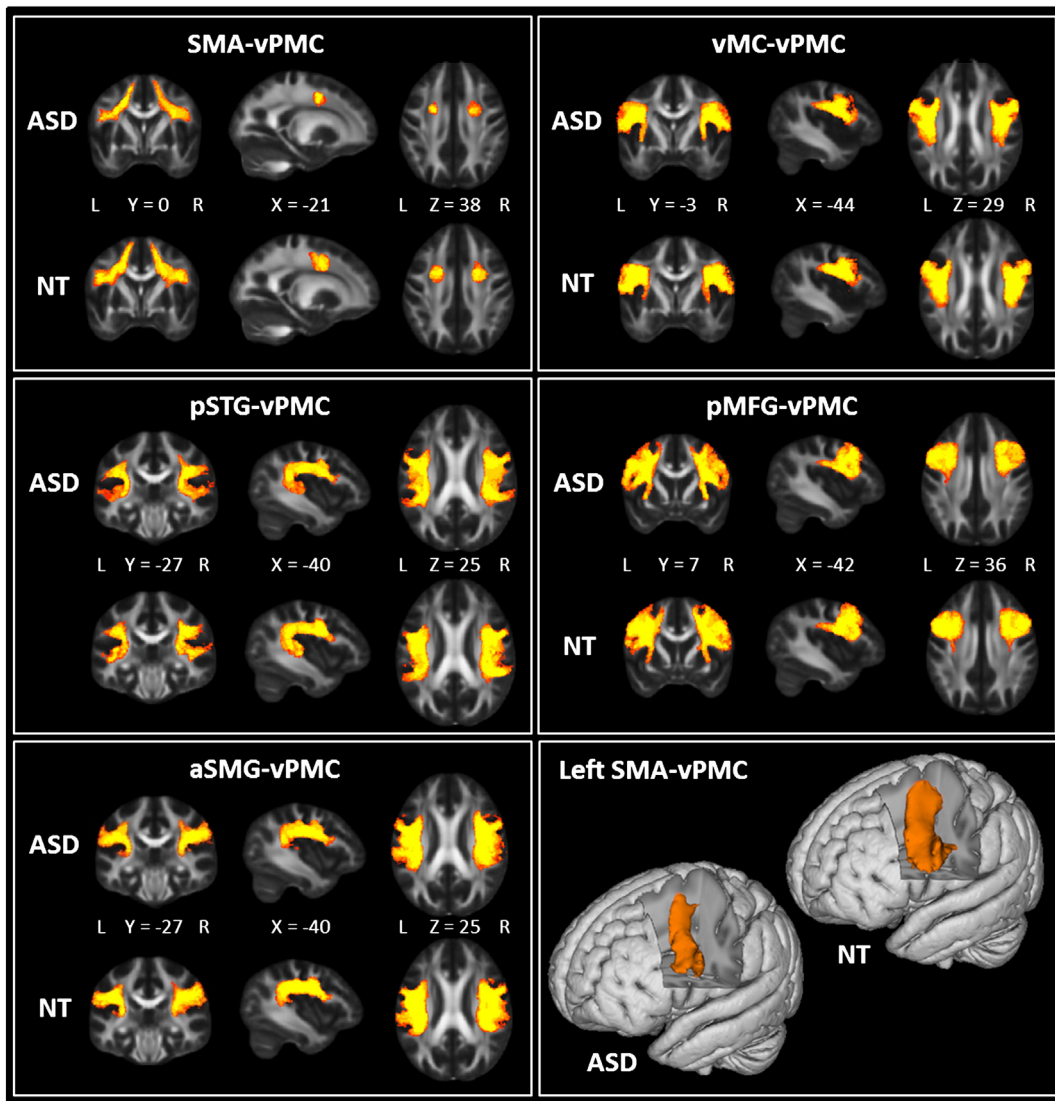 SMA-vPMC
ASD
L Y = 0 R X = -21 L Z = 38 R
NT
vMC-vPMC
ASD
L Y = -3 R X = -44 L Z = 29 R
NT
pSTG-vPMC
ASD
L Y = -27 R X = -40 L Z = 25 R
pMFG-vPMC
ASD
L Y = 7 R X = -42 L Z = 36 R
NT
aSMG-vPMC
ASD
L Y = -27 R X = -40 L Z = 25 R
NT
Left SMA-vPMC
NT
ASD